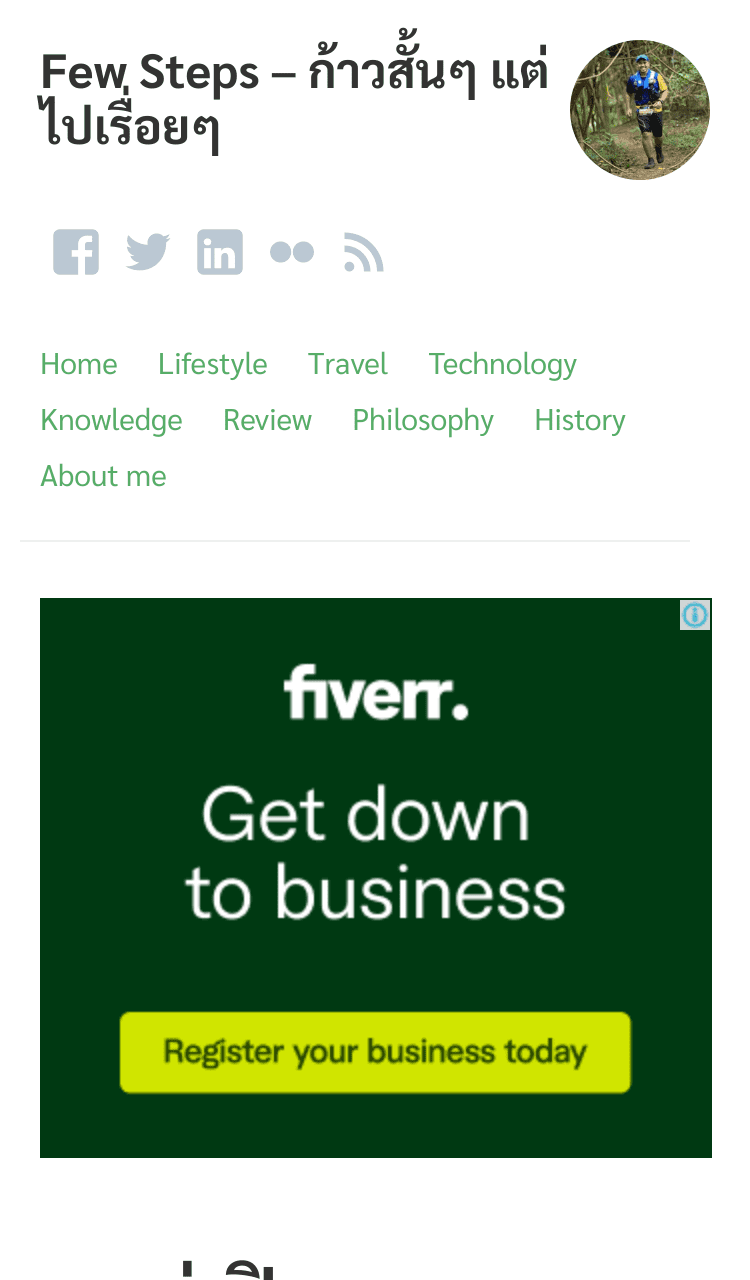 Few Steps – ก้าวสั้นๆ แต่
ไปเรื่อยๆ
Home Lifestyle Travel Technology
Knowledge Review Philosophy History
About me
fiverr.
Get down
to business
Register your business today